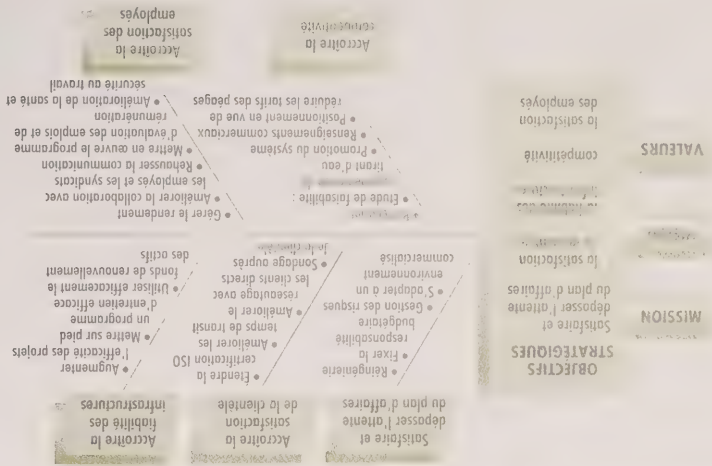 MISSION
VALEURS
OBJECTIFS
STRATÉGIQUES
Satisfaire et
dépasser l'attente
du plan d'affaires
la satisfaction
la fiabilité des
compétitivité
la satisfaction
des employés
Satisfaire et
dépasser l'attente
du plan d'affaires
• Réingénierie
• Fixer la
responsabilité
budgétaire
• Gestion des risques
• S'adapter à un
environnement
commercialisé
Accroître la
satisfaction
de la clientèle
• Étendre la
certification ISO
• Améliorer les
temps de transit
• Améliorer le
réseautage avec
les clients directs
• Sondage auprès
de la clientèle
Accroître la
fiabilité des
infrastructures
• Augmenter
l'efficacité des projets
• Mettre sur pied
un programme
d'entretien efficace
• Utiliser efficacement le
fonds de renouvellement
des actifs
• Étude de faisabilité :
tirant d'eau
• Promotion du système
• Renseignements commerciaux
• Positionnement en vue de
réduire les tarifs des péages
Accroître la
compétitivité
• Gérer le rendement
• Améliorer la collaboration avec
les employés et les syndicats
• Rehausser la communication
• Mettre en œuvre le programme
d'évaluation des emplois et de
rémunération
• Amélioration de la santé et
sécurité au travail
Accroître la
satisfaction des
employés